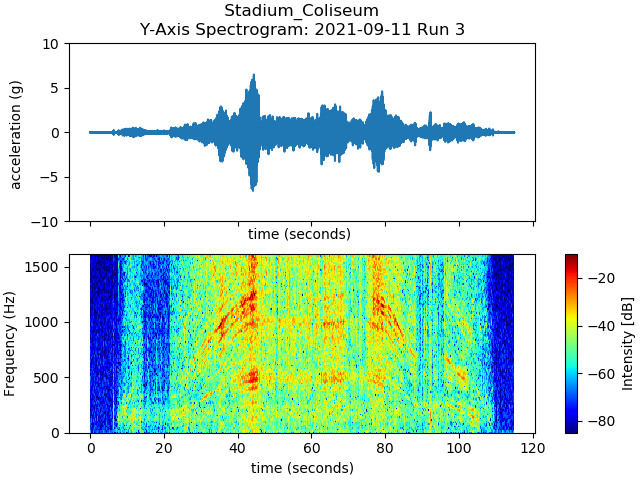 Stadium_Coliseum
Y-Axis Spectrogram: 2021-09-11 Run 3
10
5
0
−5
−10
acceleration (g)
time (seconds)
1500
1000
500
0
Frequency (Hz)
0 20 40 60 80 100 120
time (seconds)
−20
−40
−60
−80
Intensity [dB]